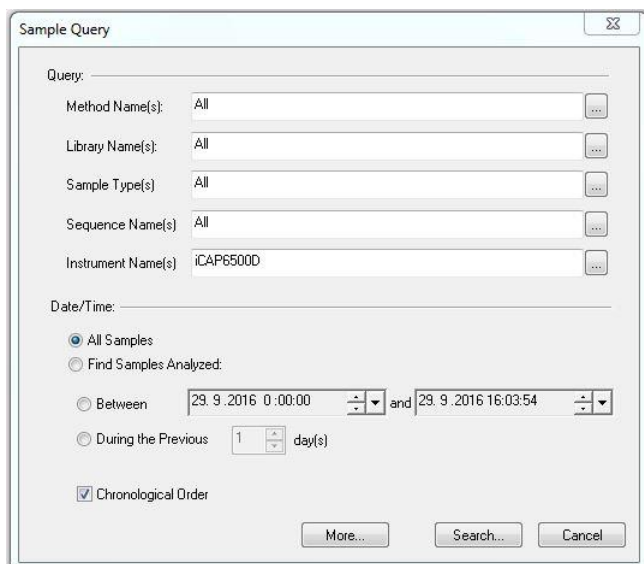 Sample Query
Query:
Method Name(s): All ...
Library Name(s): All ...
Sample Type(s) All ...
Sequence Name(s) All ...
Instrument Name(s) iCAP6500D ...
Date/Time:
All Samples
Find Samples Analyzed:
Between 29. 9 .2016 0 :00:00 and 29. 9 .2016 16:03:54
During the Previous 1 day(s)
Chronological Order
More... Search... Cancel